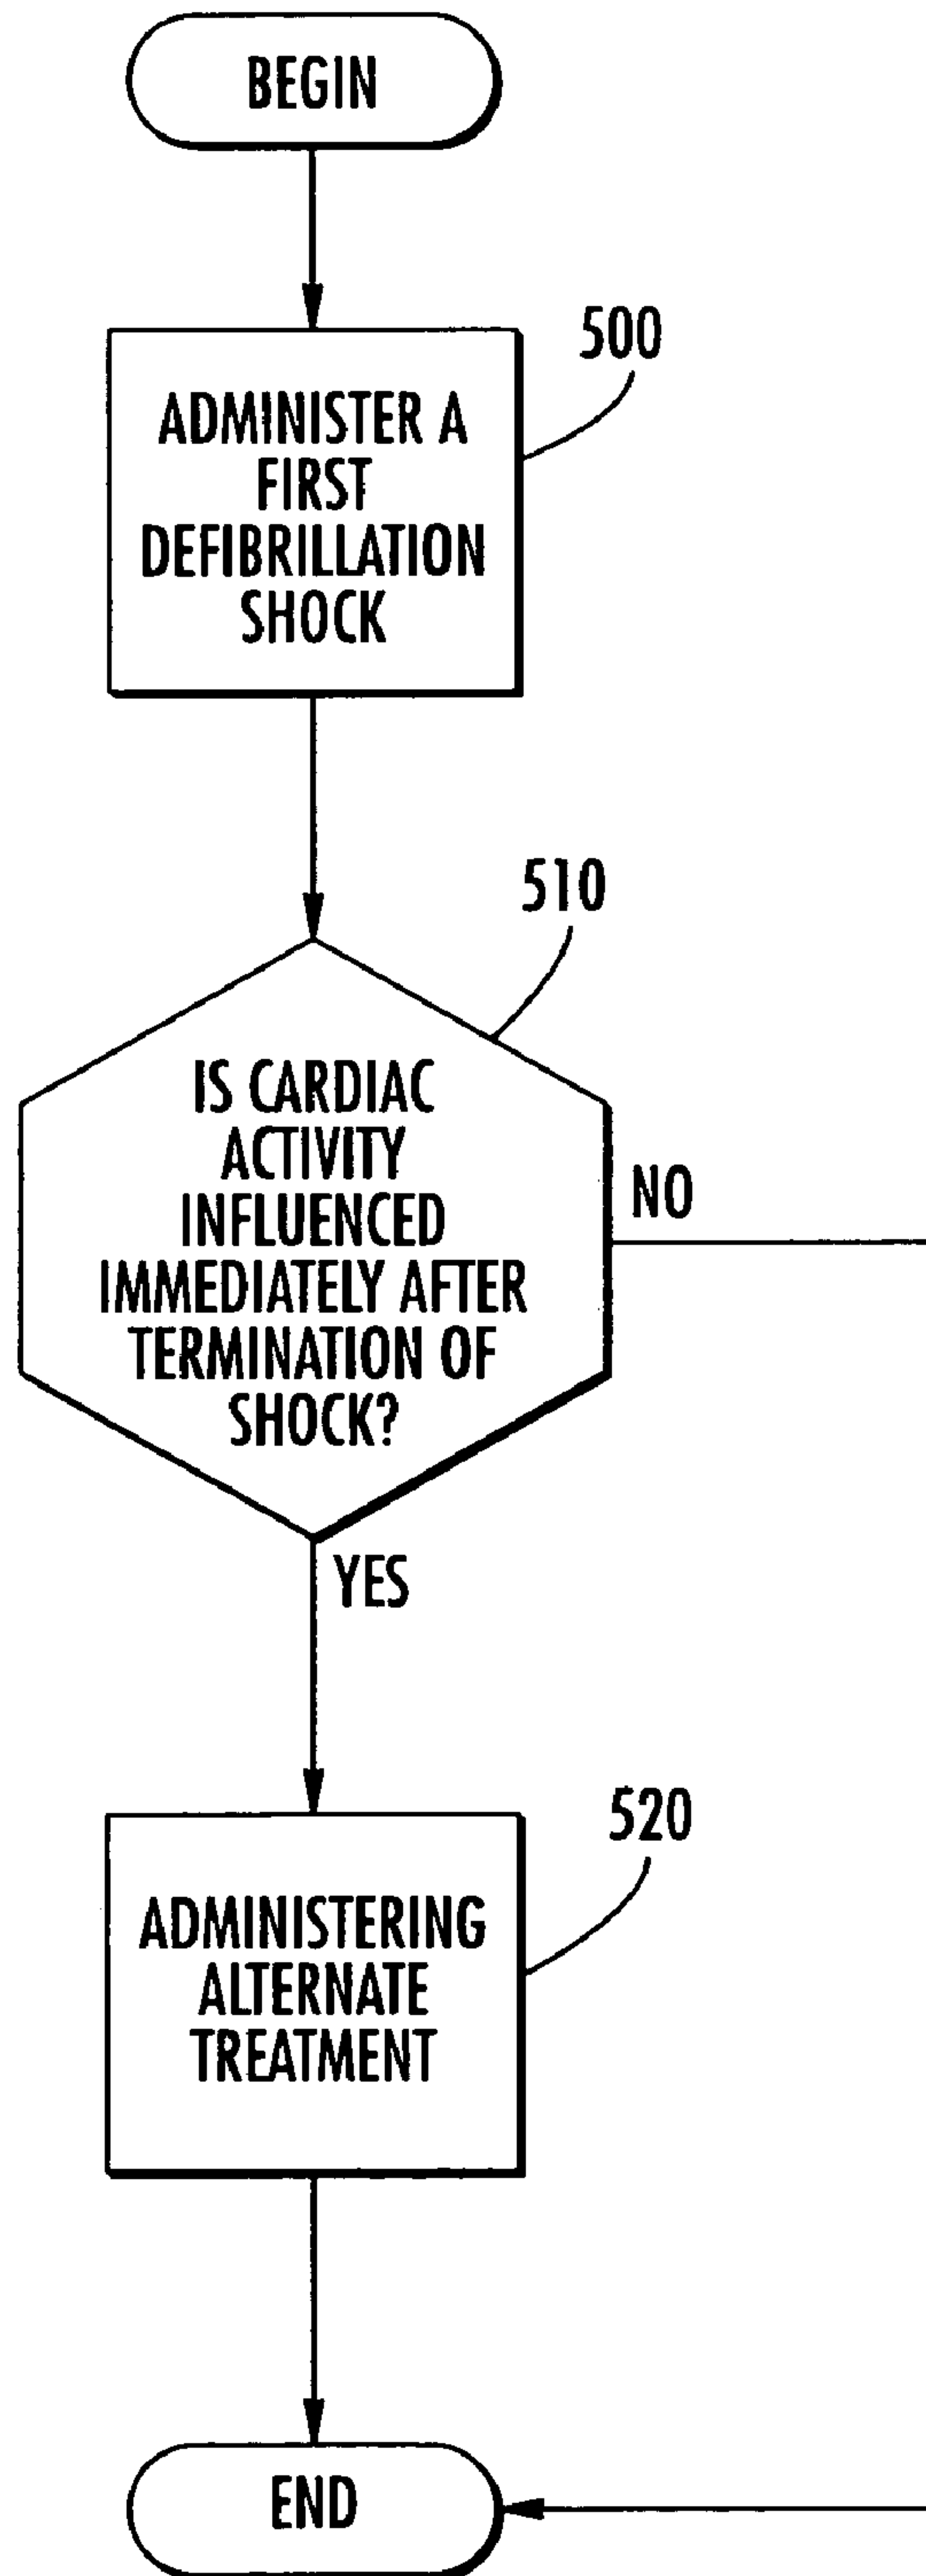 BEGIN
500
ADMINISTER A
FIRST
DEFIBRILLATION
SHOCK
510
IS CARDIAC
ACTIVITY
INFLUENCED
IMMEDIATELY AFTER
TERMINATION OF
SHOCK?
NO
YES
520
ADMINISTERING
ALTERNATE
TREATMENT
END